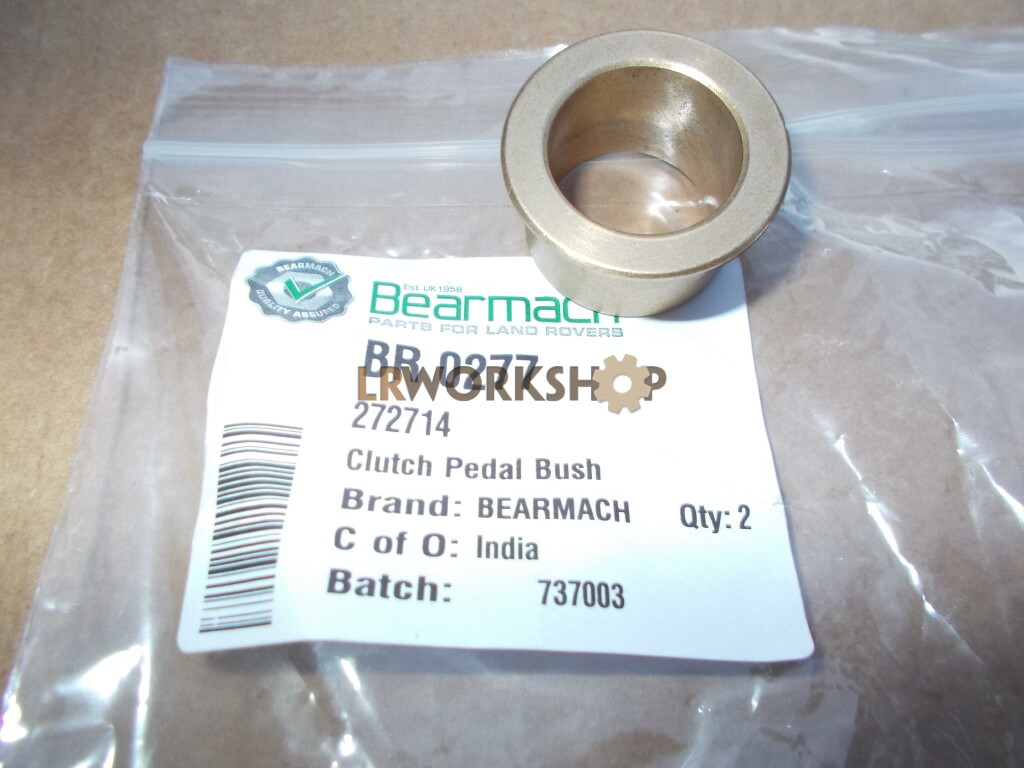 BEARMACH
QUALITY ASSURED
Est. UK1958
Bearmach
PARTS FOR LAND ROVERS
BR 0277
LRWORKSHOP
272714
Clutch Pedal Bush
Brand: BEARMACH Qty: 2
C of O: India
Batch: 737003